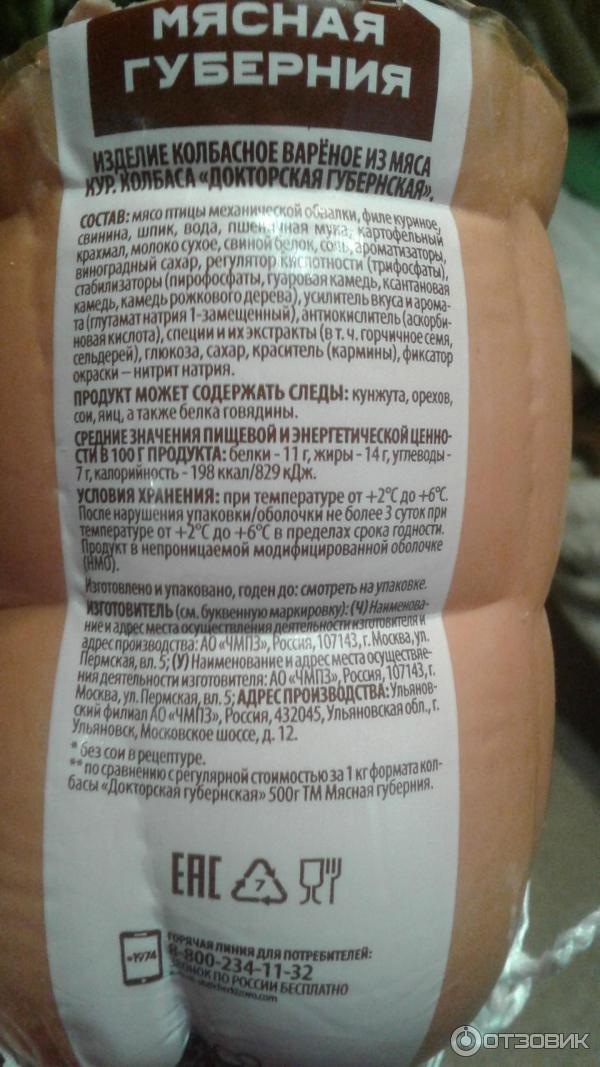 МЯСНАЯ
ГУБЕРНИЯ
ИЗДЕЛИЕ КОЛБАСНОЕ ВАРЁНОЕ ИЗ МЯСА
КУР. КОЛБАСА «ДОКТОРСКАЯ ГУБЕРНСКАЯ».
СОСТАВ: мясо птицы механической обвалки, филе куриное,
свинина, шпик, вода, пшеничная мука, картофельный
крахмал, молоко сухое, свиной белок, соль, ароматизаторы,
виноградный сахар, регулятор кислотности (трифосфаты),
стабилизаторы (пирофосфаты, гуаровая камедь, ксантановая
камедь, камедь рожкового дерева), усилитель вкуса и арома-
та (глутамат натрия 1-замещенный), антиокислитель (аскорби-
новая кислота), специи и их экстракты (в т. ч. горчичное семя,
сельдерей), глюкоза, сахар, краситель (кармины), фиксатор
окраски – нитрит натрия.
ПРОДУКТ МОЖЕТ СОДЕРЖАТЬ СЛЕДЫ: кунжута, орехов,
сои, яиц, а также белка говядины.
СРЕДНИЕ ЗНАЧЕНИЯ ПИЩЕВОЙ И ЭНЕРГЕТИЧЕСКОЙ ЦЕННО-
СТИ В 100 Г ПРОДУКТА: белки - 11 г, жиры - 14 г, углеводы -
7 г, калорийность - 198 ккал/829 кДж.
УСЛОВИЯ ХРАНЕНИЯ: при температуре от +2°С до +6°С.
После нарушения упаковки/оболочки не более 3 суток при
температуре от +2°С до +6°С в пределах срока годности.
Продукт в непроницаемой модифицированной оболочке
(НМО).
Изготовлено и упаковано, годен до: смотреть на упаковке.
ИЗГОТОВИТЕЛЬ (см. буквенную маркировку): (Ч) Наименова-
ние и адрес места осуществления деятельности изготовителя и
адрес производства: АО «ЧМПЗ», Россия, 107143, г. Москва, ул.
Пермская, вл. 5; (У) Наименование и адрес места осуществле-
ния деятельности изготовителя: АО «ЧМПЗ», Россия, 107143, г.
Москва, ул. Пермская, вл. 5; АДРЕС ПРОИЗВОДСТВА: Ульянов-
ский филиал АО «ЧМПЗ», Россия, 432045, Ульяновская обл., г.
Ульяновск, Московское шоссе, д. 12.
* без сои в рецептуре.
** по сравнению с регулярной стоимостью за 1 кг формата кол-
басы «Докторская губернская» 500г ТМ Мясная губерния.
ЕАС 7
ГОРЯЧАЯ ЛИНИЯ ДЛЯ ПОТРЕБИТЕЛЕЙ:
*1974 8-800-234-11-32
ЗВОНОК ПО РОССИИ БЕСПЛАТНО
ОТЗОВИК